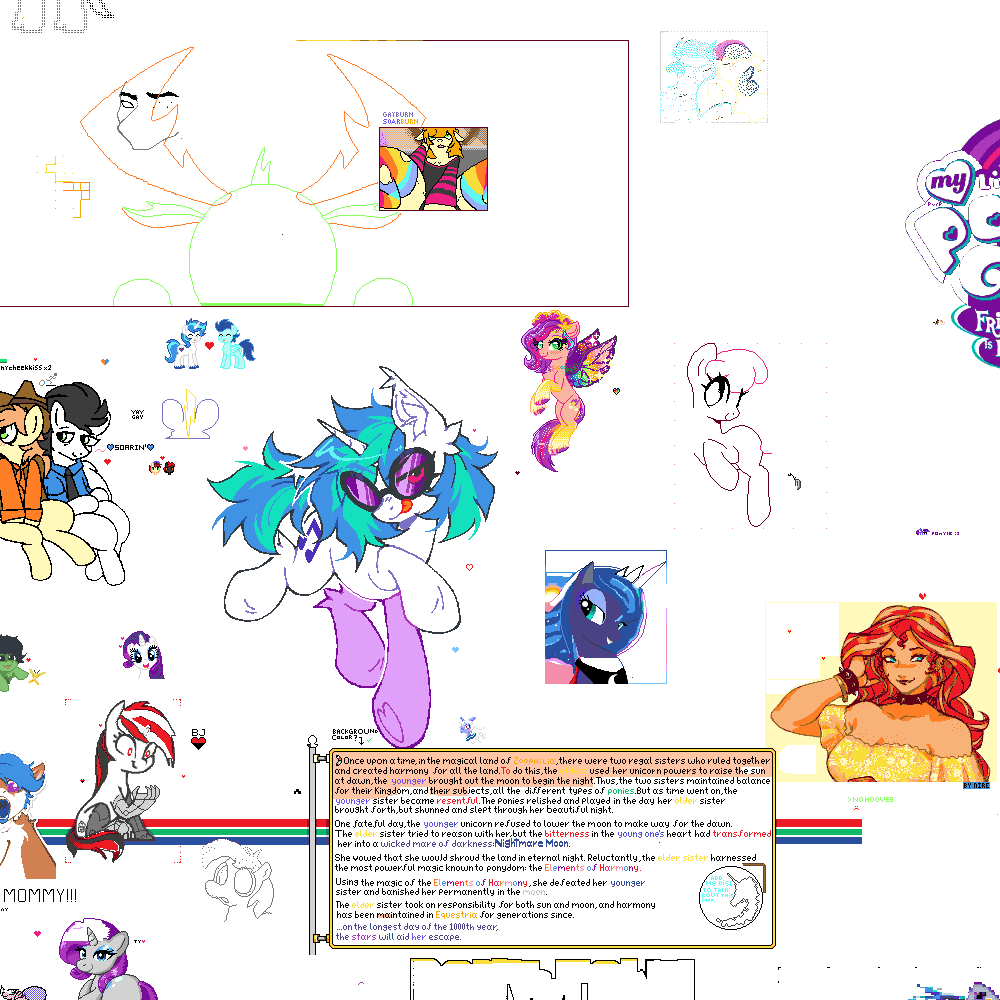 GAYBURN
SOARBURN
my
FRIE
IS
nycheekkiss x2
YAY
GAY
SOARIN'
PONYIE :3
BJ
BACKGROUND
COLOR?
BY NIRE
>NO HOOVES
Once upon a time, in the magical land of Zoophilia, there were two regal sisters who ruled together
and created harmony for all the land. To do this, the used her unicorn powers to raise the sun
at dawn, the younger brought out the moon to begin the night. Thus, the two sisters maintained balance
for their Kingdom, and their subjects, all the different types of ponies. But as time went on, the
younger sister became resentful. The ponies relished and played in the day her elder sister
brought forth, but shunned and slept through her beautiful night.
One fateful day, the younger unicorn refused to lower the moon to make way for the dawn.
The elder sister tried to reason with her, but the bitterness in the young one's heart had transformed
her into a wicked mare of darkness: Nightmare Moon.
She vowed that she would shroud the land in eternal night. Reluctantly, the elder sister harnessed
the most powerful magic known to ponydom: the Elements of Harmony.
Using the magic of the Elements of Harmony, she defeated her younger
sister and banished her permanently in the moon.
The elder sister took on responsibility for both sun and moon, and harmony
has been maintained in Equestria for generations since.
...on the longest day of the 1000th year,
the stars will aid her escape.
MOMMY!!!
TY